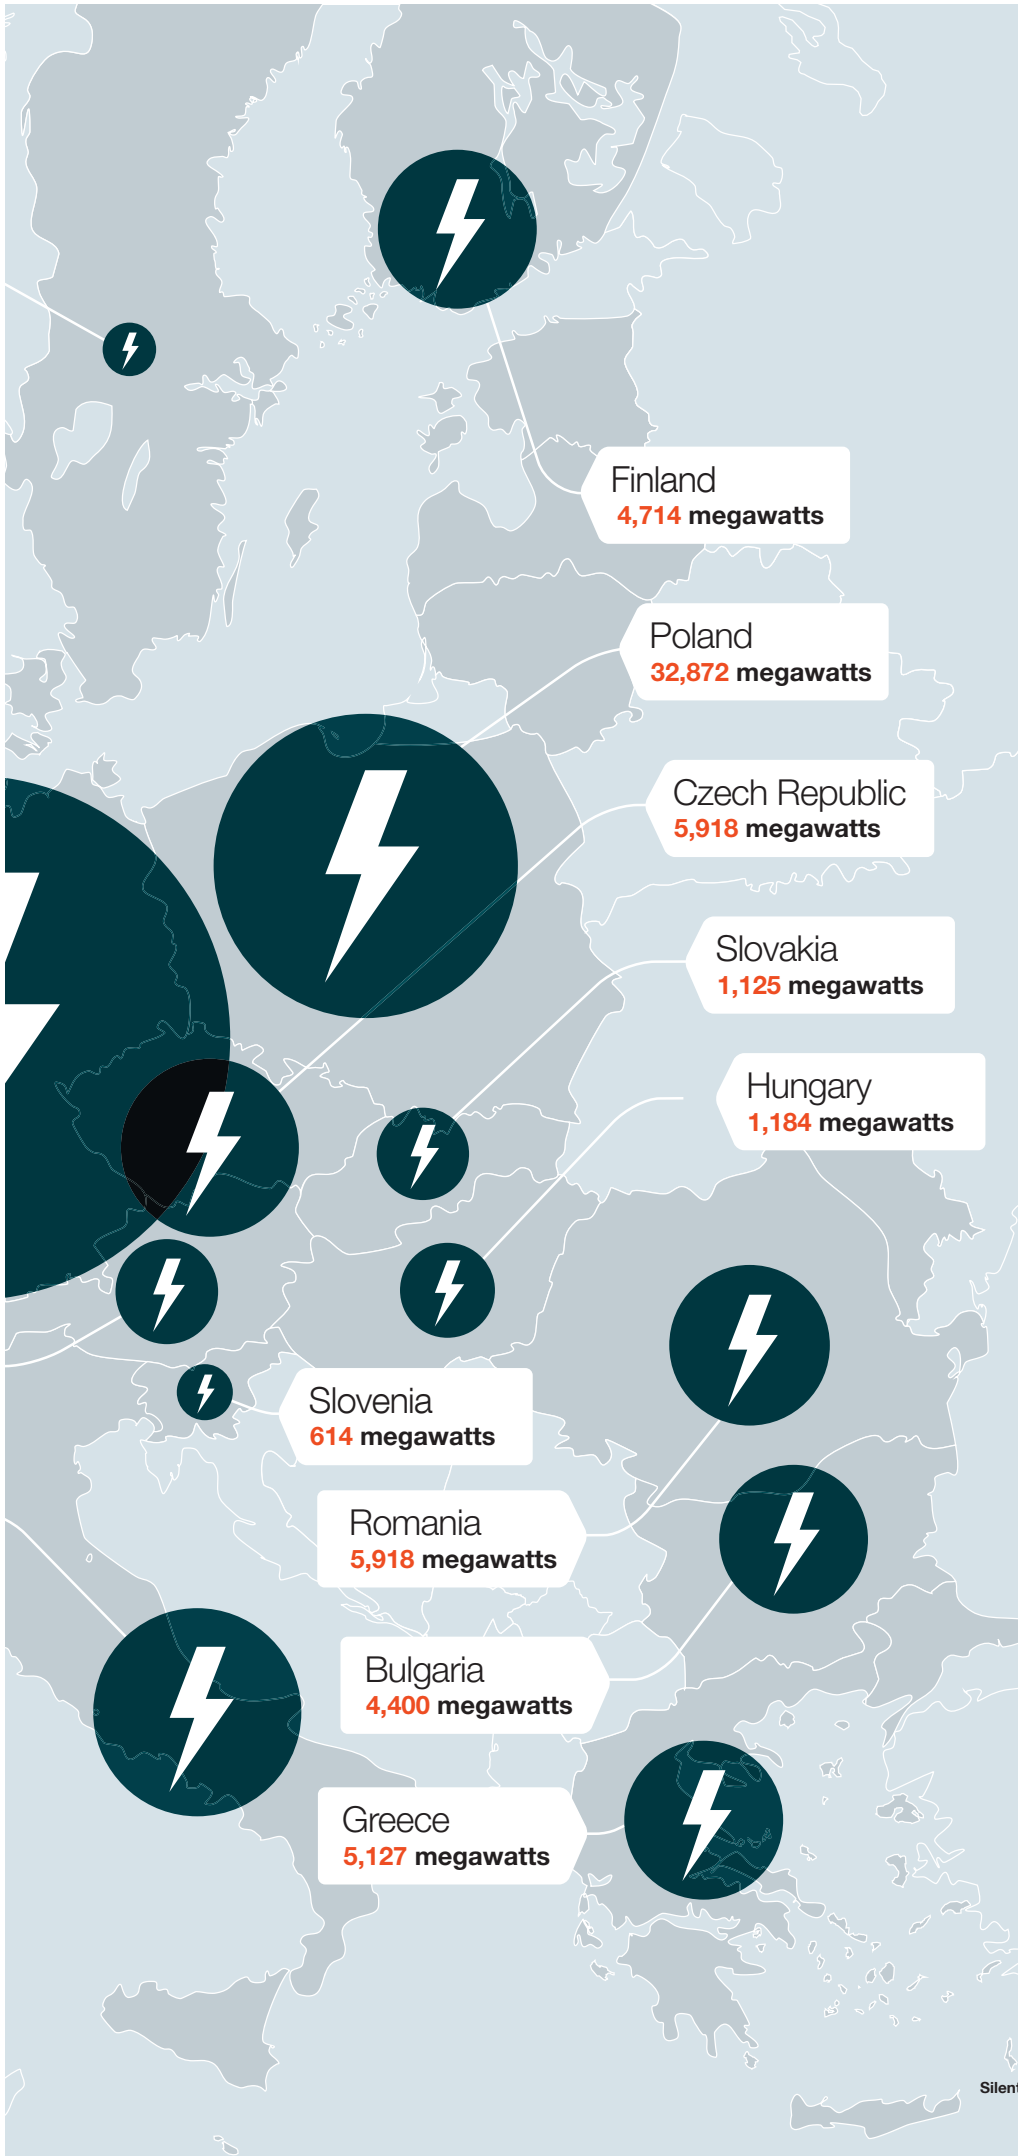 Finland
4,714 megawatts
Poland
32,872 megawatts
Czech Republic
5,918 megawatts
Slovakia
1,125 megawatts
Hungary
1,184 megawatts
Slovenia
614 megawatts
Romania
5,918 megawatts
Bulgaria
4,400 megawatts
Greece
5,127 megawatts
Silent